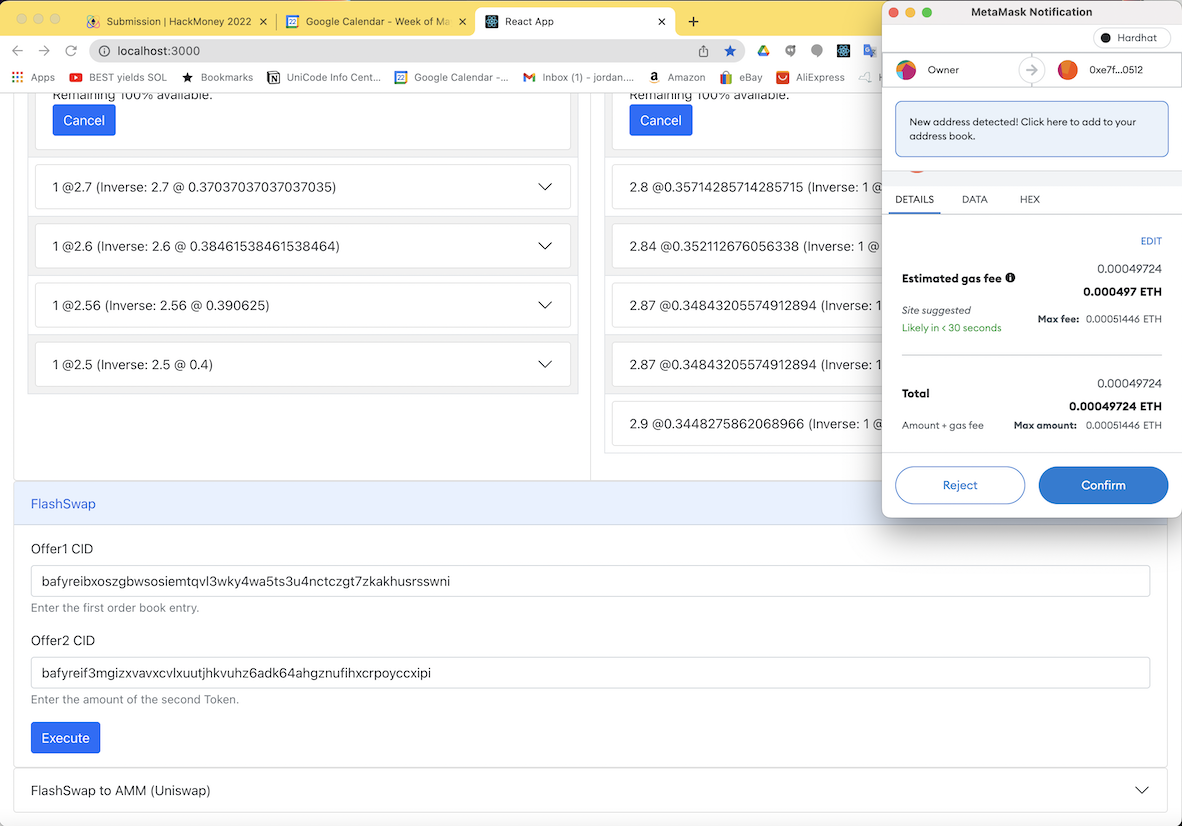 Submission | HackMoney 2022
Google Calendar - Week of Ma
React App
localhost:3000
Apps
BEST yields SOL
Bookmarks
UniCode Info Cent...
Google Calendar -...
Inbox (1) - jordan....
Amazon
eBay
AliExpress
Remaining 100% available.
Cancel
1 @2.7 (Inverse: 2.7 @ 0.37037037037037035)
1 @2.6 (Inverse: 2.6 @ 0.38461538461538464)
1 @2.56 (Inverse: 2.56 @ 0.390625)
1 @2.5 (Inverse: 2.5 @ 0.4)
Remaining 100% available.
Cancel
2.8 @0.35714285714285715 (Inverse: 1 @
2.84 @0.352112676056338 (Inverse: 1 @
2.87 @0.34843205574912894 (Inverse: 1
2.87 @0.34843205574912894 (Inverse: 1
2.9 @0.3448275862068966 (Inverse: 1 @
MetaMask Notification
Hardhat
Owner
0xe7f...0512
New address detected! Click here to add to your
address book.
DETAILS
DATA
HEX
EDIT
Estimated gas fee
0.00049724
0.000497 ETH
Site suggested
Likely in < 30 seconds
Max fee: 0.00051446 ETH
Total
0.00049724
0.00049724 ETH
Amount + gas fee
Max amount: 0.00051446 ETH
Reject
Confirm
FlashSwap
Offer1 CID
bafyreibxoszgbwsosiemtqvl3wky4wa5ts3u4nctczgt7zkakhusrsswni
Enter the first order book entry.
Offer2 CID
bafyreif3mgizxvavxcvlxuutjhkvuhz6adk64ahgznufihxcrpoyccxipi
Enter the amount of the second Token.
Execute
FlashSwap to AMM (Uniswap)